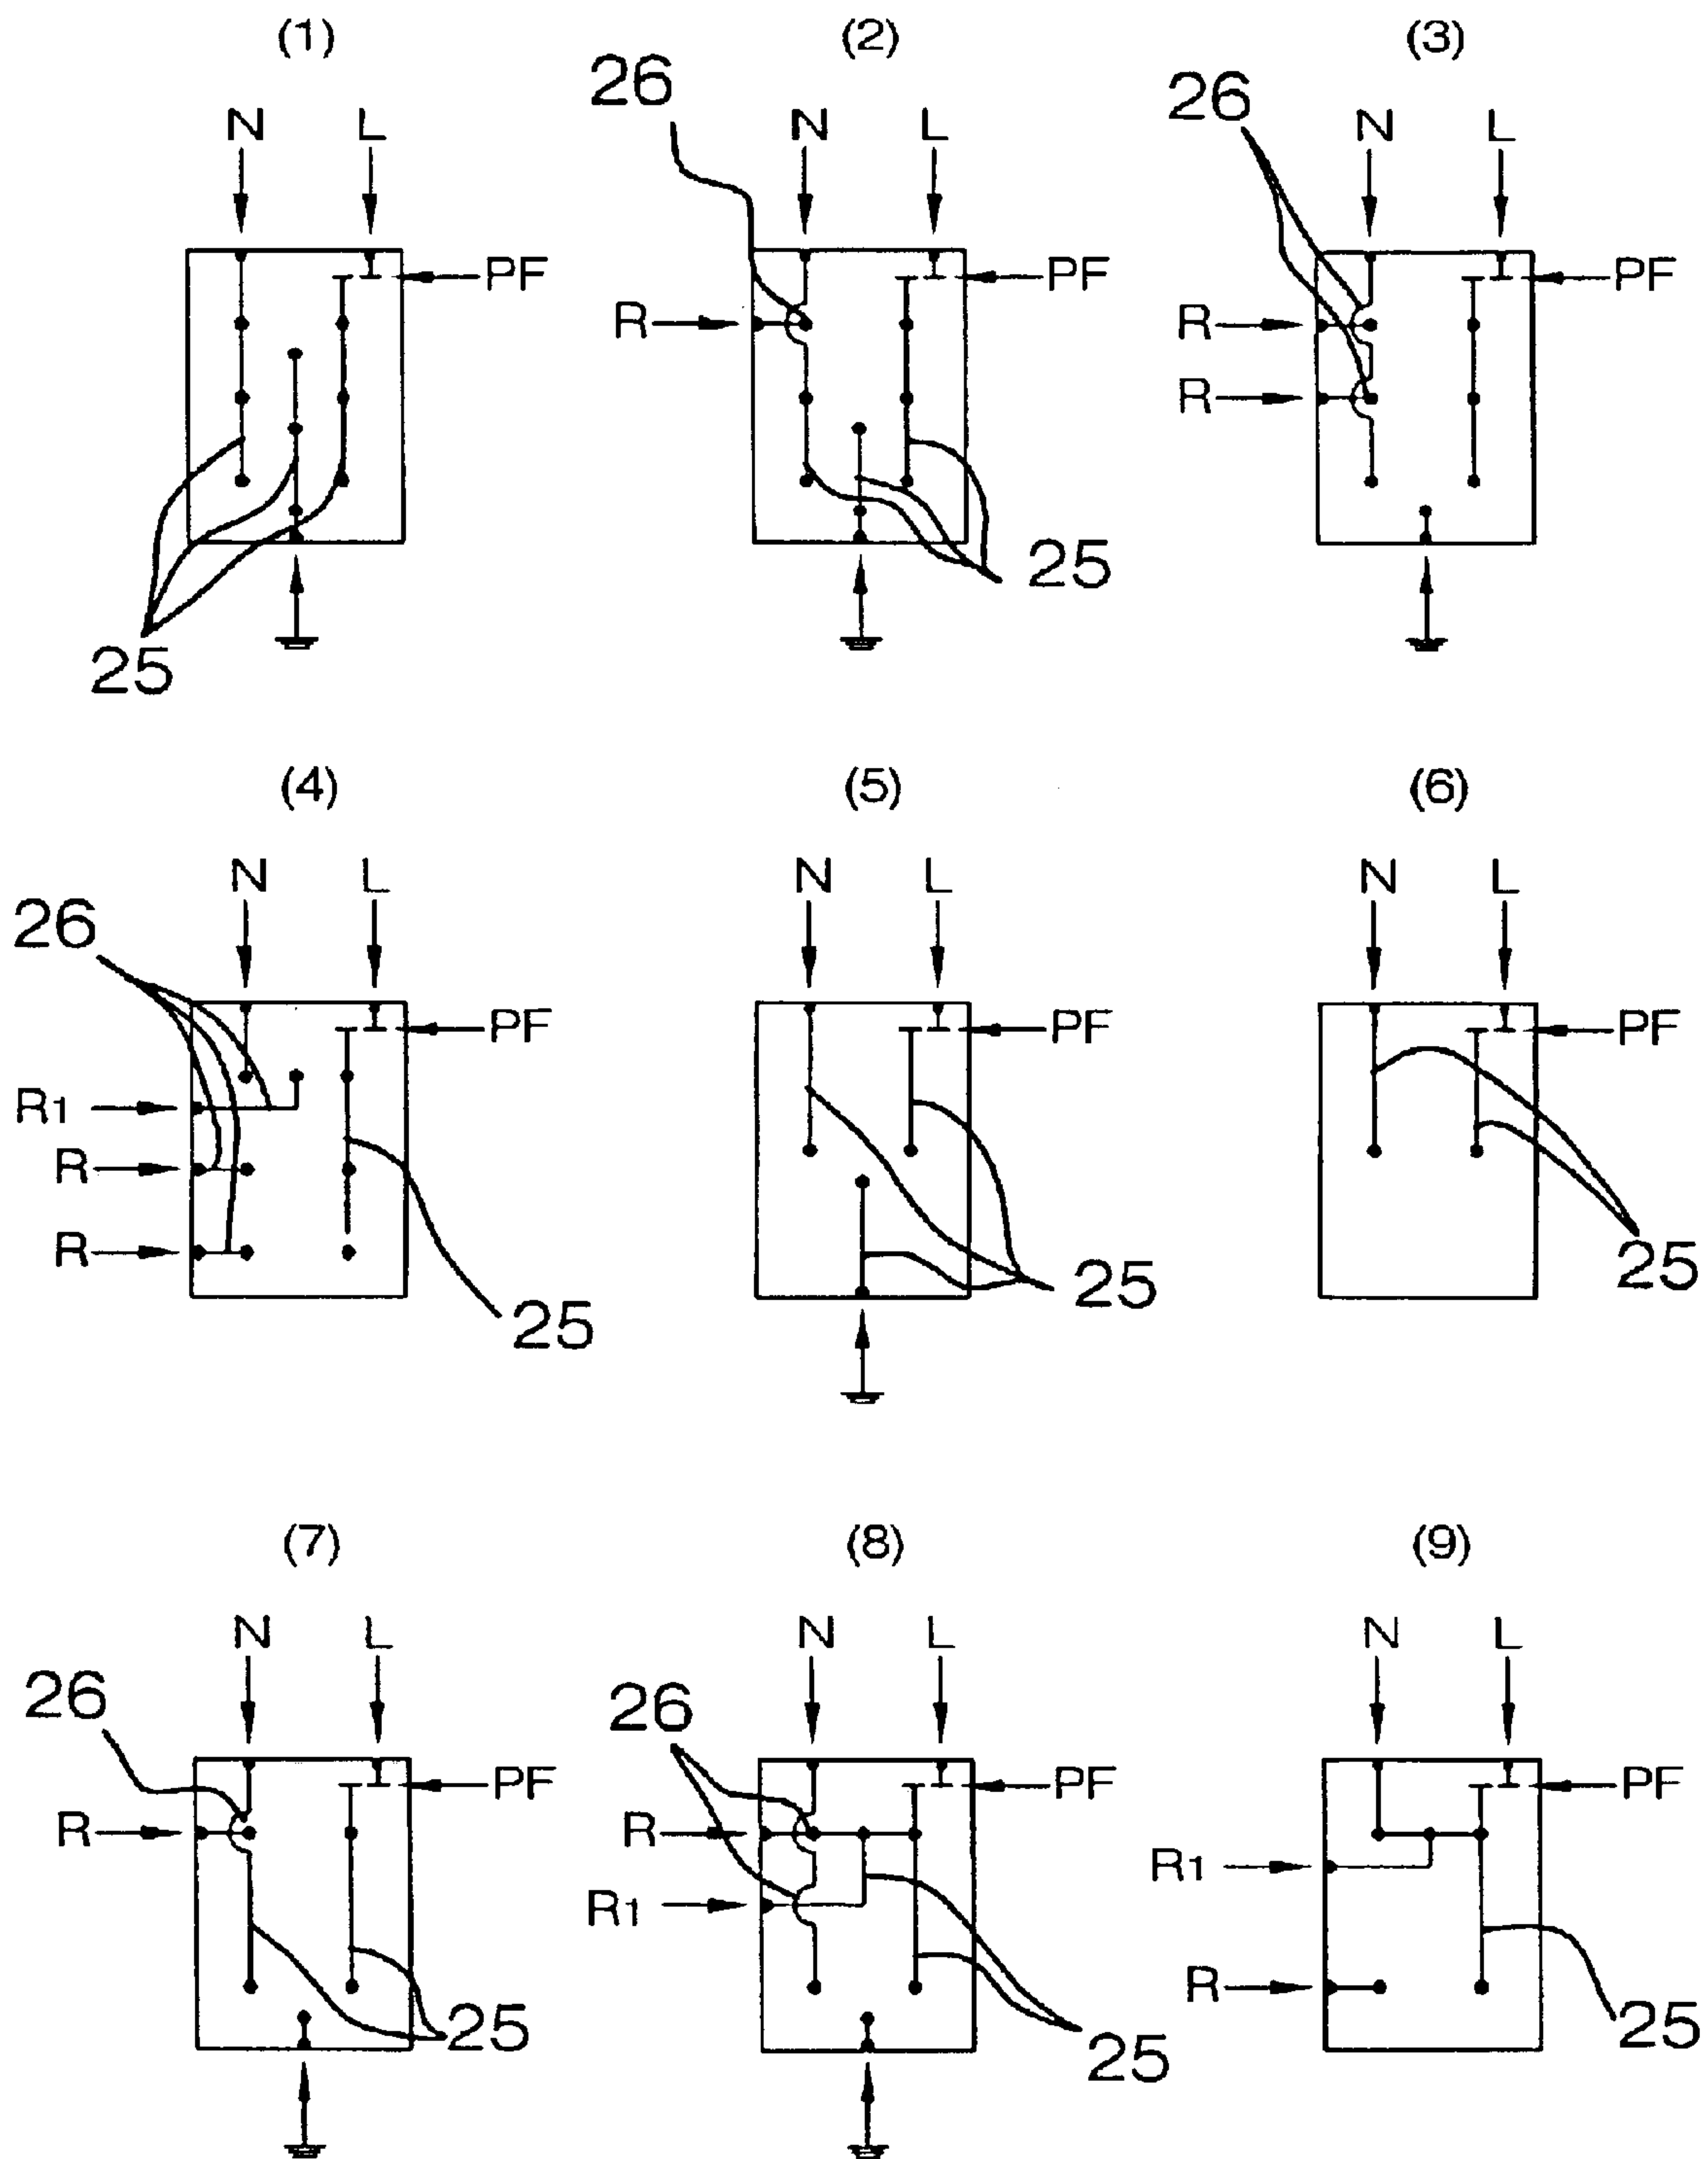 (1) (2) (3)
26 26
N L N L N L
PF PF PF
R R
R
25 25
(4) (5) (6)
N L N L N L
26
PF PF PF
R1
R
R
25 25 25
(7) (8) (9)
N L N L N L
26 26
PF PF PF
R R
R1
R1
R
25 25 25